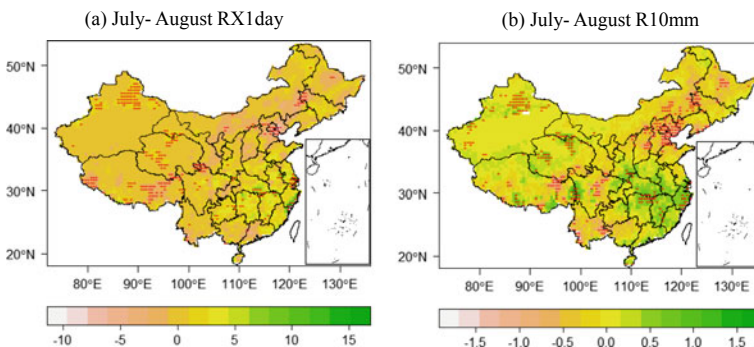 (a) July- August RX1day
(b) July- August R10mm
50°N
40°N
30°N
20°N
80°E 90°E 100°E 110°E 120°E 130°E
-10 -5 0 5 10 15
50°N
40°N
30°N
20°N
80°E 90°E 100°E 110°E 120°E 130°E
-1.5 -1.0 -0.5 0.0 0.5 1.0 1.5